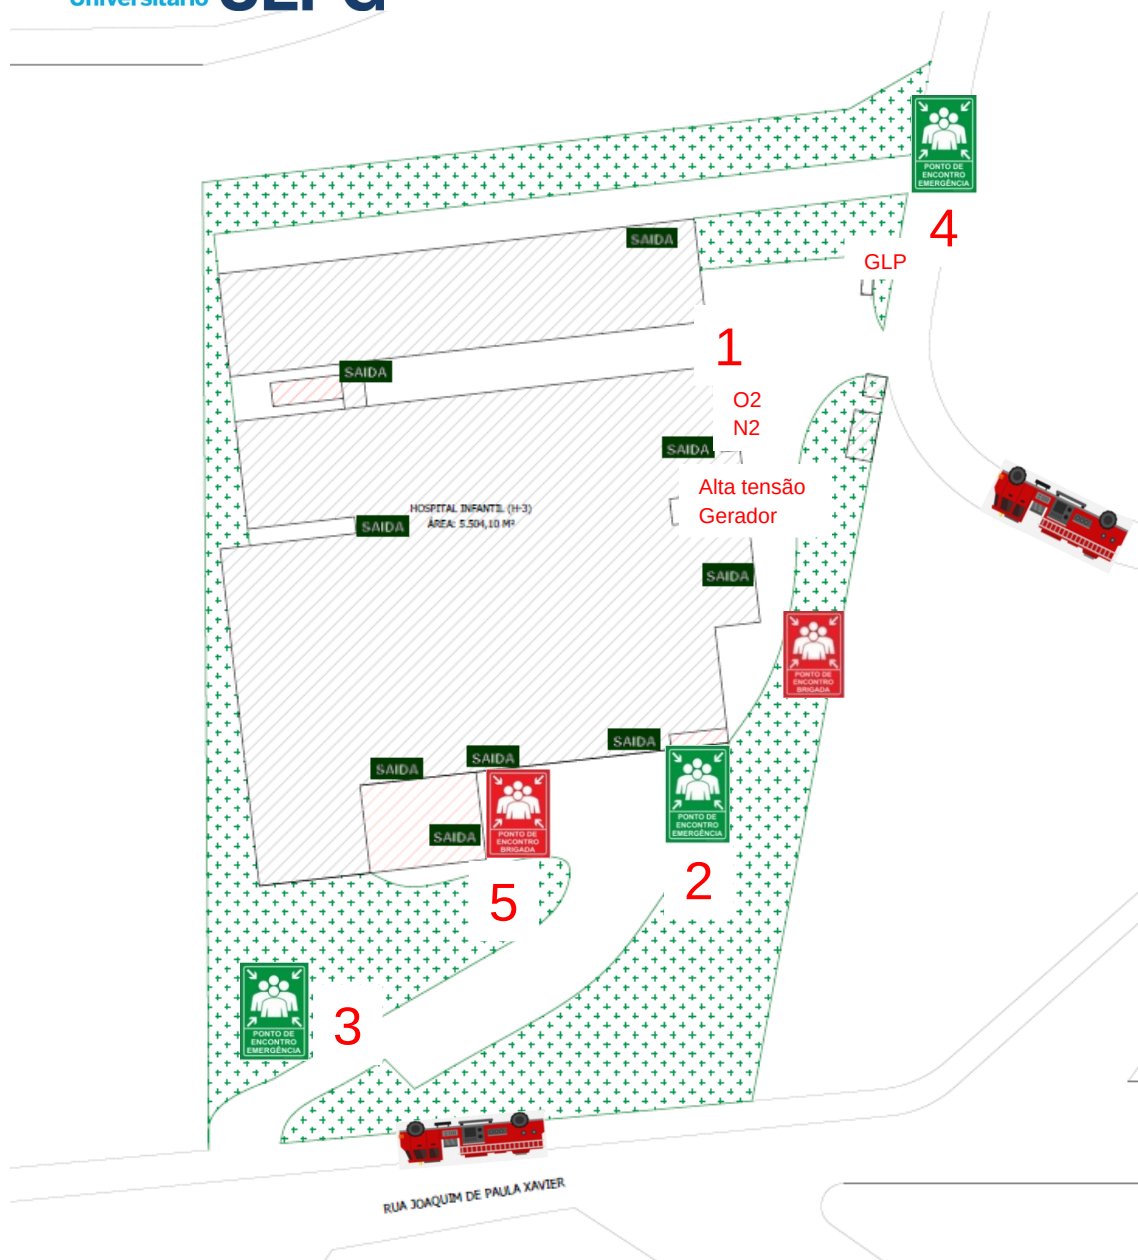 Universitário UEPG
PONTO DE
ENCONTRO
EMERGÊNCIA
4
SAIDA
GLP
1
SAIDA
O2
N2
SAIDA
Alta tensão
Gerador
HOSPITAL INFANTIL (H-3)
ÁREA: 5.504,10 M²
SAIDA
SAIDA
PONTO DE
ENCONTRO
BRIGADA
SAIDA
SAIDA
SAIDA
SAIDA
PONTO DE
ENCONTRO
BRIGADA
PONTO DE
ENCONTRO
EMERGÊNCIA
2
5
PONTO DE
ENCONTRO
EMERGÊNCIA
3
RUA JOAQUIM DE PAULA XAVIER